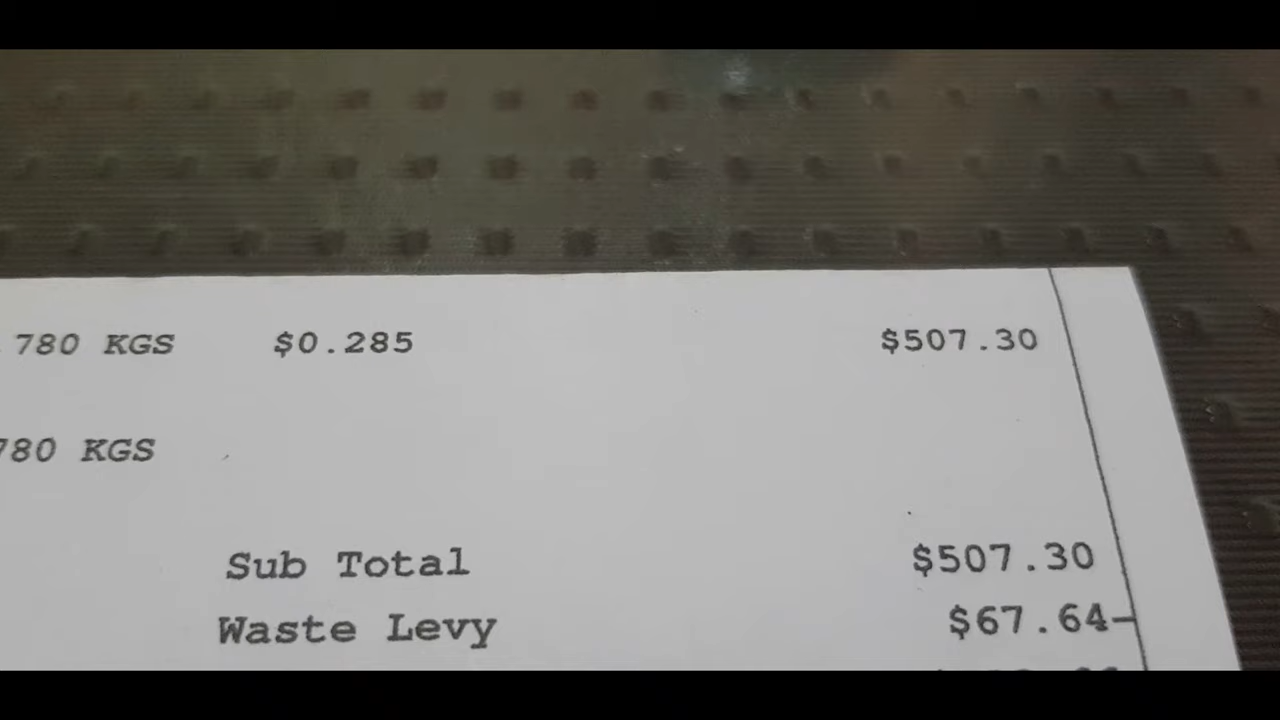 780 KGS $0.285 $507.30
780 KGS
Sub Total $507.30
Waste Levy $67.64-